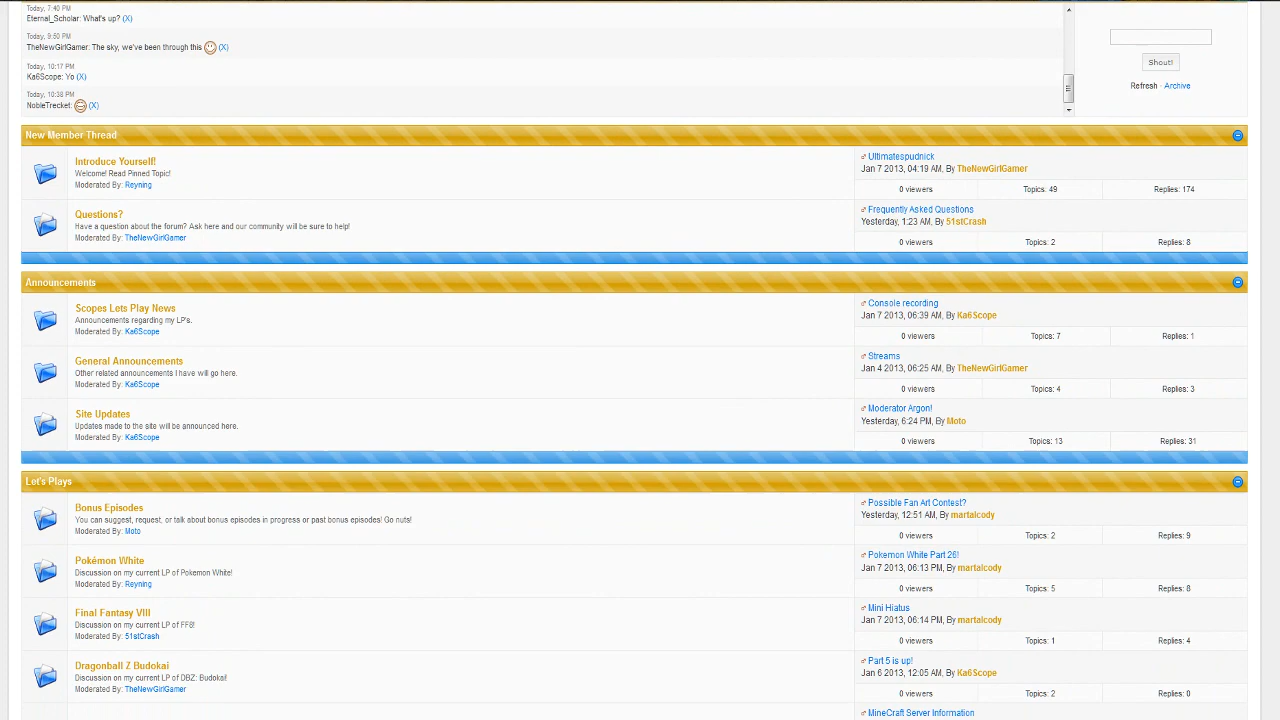 Today, 7:40 PM
Eternal_Scholar: What's up? (X)
Today, 9:50 PM
TheNewGirlGamer: The sky, we've been through this (X)
Today, 10:17 PM
Ka6Scope: Yo (X)
Today, 10:38 PM
NobleTrecket: (X)
Shout!
Refresh · Archive
New Member Thread
Introduce Yourself!
Welcome! Read Pinned Topic!
Moderated By: Reyning
Ultimatespudnick
Jan 7 2013, 04:19 AM, By TheNewGirlGamer
0 viewers Topics: 49 Replies: 174
Questions?
Have a question about the forum? Ask here and our community will be sure to help!
Moderated By: TheNewGirlGamer
Frequently Asked Questions
Yesterday, 1:23 AM, By 51stCrash
0 viewers Topics: 2 Replies: 8
Announcements
Scopes Lets Play News
Announcements regarding my LP's.
Moderated By: Ka6Scope
Console recording
Jan 7 2013, 06:39 AM, By Ka6Scope
0 viewers Topics: 7 Replies: 1
General Announcements
Other related announcements I have will go here.
Moderated By: Ka6Scope
Streams
Jan 4 2013, 06:25 AM, By TheNewGirlGamer
0 viewers Topics: 4 Replies: 3
Site Updates
Updates made to the site will be announced here.
Moderated By: Ka6Scope
Moderator Argon!
Yesterday, 6:24 PM, By Moto
0 viewers Topics: 13 Replies: 31
Let's Plays
Bonus Episodes
You can suggest, request, or talk about bonus episodes in progress or past bonus episodes! Go nuts!
Moderated By: Moto
Possible Fan Art Contest?
Yesterday, 12:51 AM, By martalcody
0 viewers Topics: 2 Replies: 9
Pokémon White
Discussion on my current LP of Pokemon White!
Moderated By: Reyning
Pokemon White Part 26!
Jan 7 2013, 06:13 PM, By martalcody
0 viewers Topics: 5 Replies: 8
Final Fantasy VIII
Discussion on my current LP of FF8!
Moderated By: 51stCrash
Mini Hiatus
Jan 7 2013, 06:14 PM, By martalcody
0 viewers Topics: 1 Replies: 4
Dragonball Z Budokai
Discussion on my current LP of DBZ: Budokai!
Moderated By: TheNewGirlGamer
Part 5 is up!
Jan 6 2013, 12:05 AM, By Ka6Scope
0 viewers Topics: 2 Replies: 0
MineCraft Server Information